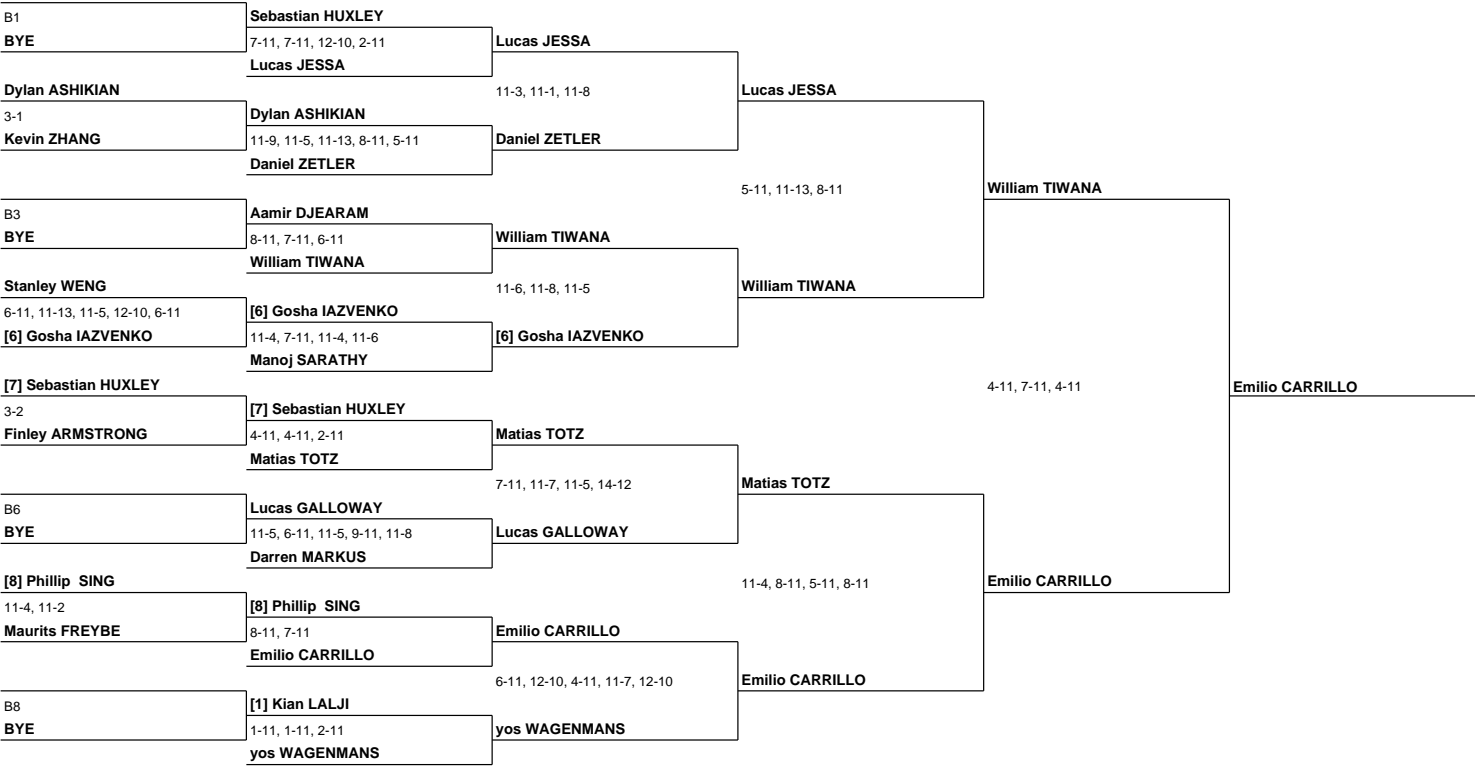 B1
BYE
Sebastian HUXLEY
7-11, 7-11, 12-10, 2-11
Lucas JESSA
Lucas JESSA
Dylan ASHIKIAN
3-1
Kevin ZHANG
Dylan ASHIKIAN
11-9, 11-5, 11-13, 8-11, 5-11
Daniel ZETLER
11-3, 11-1, 11-8
Daniel ZETLER
Lucas JESSA
B3
BYE
Aamir DJEARAM
8-11, 7-11, 6-11
William TIWANA
William TIWANA
Stanley WENG
6-11, 11-13, 11-5, 12-10, 6-11
[6] Gosha IAZVENKO
[6] Gosha IAZVENKO
11-4, 7-11, 11-4, 11-6
Manoj SARATHY
11-6, 11-8, 11-5
[6] Gosha IAZVENKO
William TIWANA
5-11, 11-13, 8-11
William TIWANA
[7] Sebastian HUXLEY
3-2
Finley ARMSTRONG
[7] Sebastian HUXLEY
4-11, 4-11, 2-11
Matias TOTZ
Matias TOTZ
B6
BYE
Lucas GALLOWAY
11-5, 6-11, 11-5, 9-11, 11-8
Darren MARKUS
7-11, 11-7, 11-5, 14-12
Lucas GALLOWAY
Matias TOTZ
[8] Phillip  SING
11-4, 11-2
Maurits FREYBE
[8] Phillip  SING
8-11, 7-11
Emilio CARRILLO
Emilio CARRILLO
B8
BYE
[1] Kian LALJI
1-11, 1-11, 2-11
yos WAGENMANS
6-11, 12-10, 4-11, 11-7, 12-10
yos WAGENMANS
Emilio CARRILLO
11-4, 8-11, 5-11, 8-11
Emilio CARRILLO
4-11, 7-11, 4-11
Emilio CARRILLO